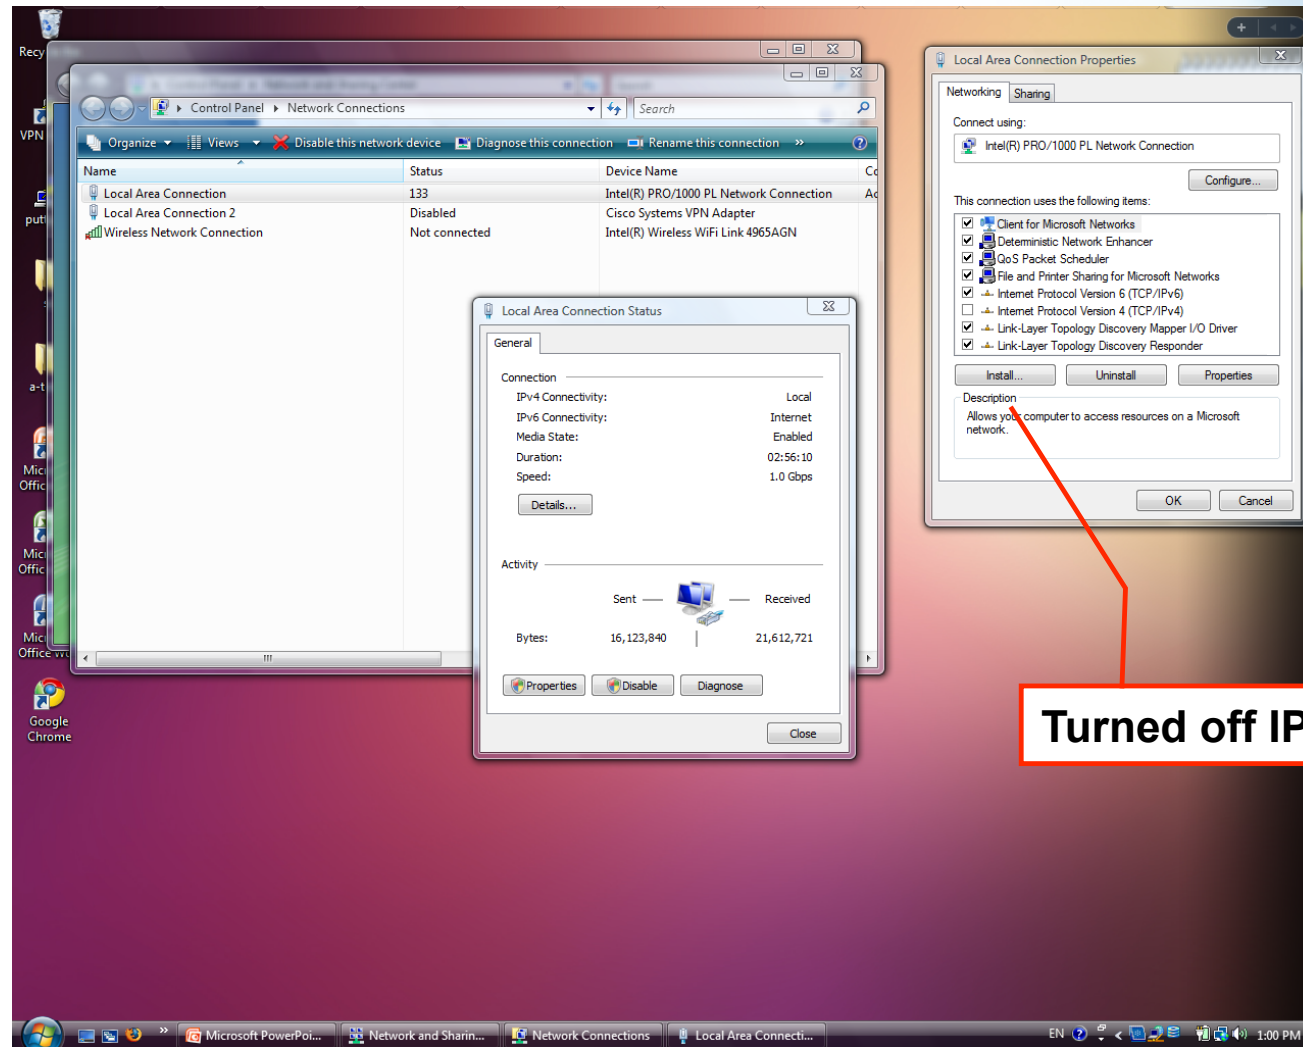 Recy
VPN
putt
a-t
Mic
Offic
Mic
Offic
Mic
Office
Google
Chrome
Control Panel Network Connections
Search
Organize Views Disable this network device Diagnose this connection Rename this connection »
Name Status Device Name Co
Local Area Connection 133 Intel(R) PRO/1000 PL Network Connection Ac
Local Area Connection 2 Disabled Cisco Systems VPN Adapter
Wireless Network Connection Not connected Intel(R) Wireless WiFi Link 4965AGN
Local Area Connection Status
General
Connection
IPv4 Connectivity: Local
IPv6 Connectivity: Internet
Media State: Enabled
Duration: 02:56:10
Speed: 1.0 Gbps
Details...
Activity
Sent Received
Bytes: 16,123,840 21,612,721
Properties Disable Diagnose
Close
Local Area Connection Properties
Networking Sharing
Connect using:
Intel(R) PRO/1000 PL Network Connection
Configure...
This connection uses the following items:
Client for Microsoft Networks
Deterministic Network Enhancer
QoS Packet Scheduler
File and Printer Sharing for Microsoft Networks
Internet Protocol Version 6 (TCP/IPv6)
Internet Protocol Version 4 (TCP/IPv4)
Link-Layer Topology Discovery Mapper I/O Driver
Link-Layer Topology Discovery Responder
Install... Uninstall Properties
Description
Allows your computer to access resources on a Microsoft
network.
OK Cancel
Turned off IP
» Microsoft PowerPoi... Network and Sharin... Network Connections Local Area Connecti... EN 1:00 PM